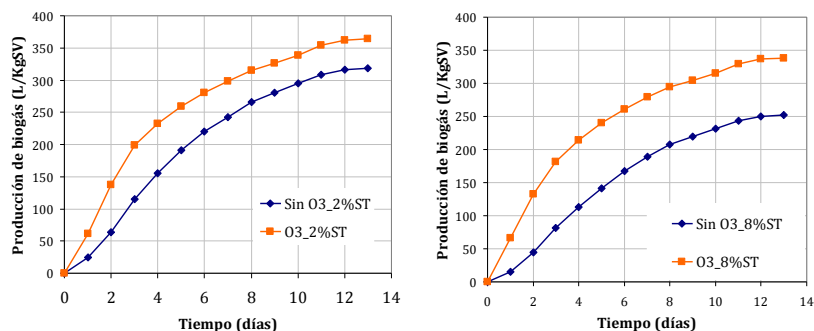 Producción de biogás (L/KgSV)
400
350
300
250
200
150
100
50
0
Sin O3_2%ST
O3_2%ST
0 2 4 6 8 10 12 14
Tiempo (días)
Producción de biogás (L/KgSV)
400
350
300
250
200
150
100
50
0
Sin O3_8%ST
O3_8%ST
0 2 4 6 8 10 12 14
Tiempo (días)